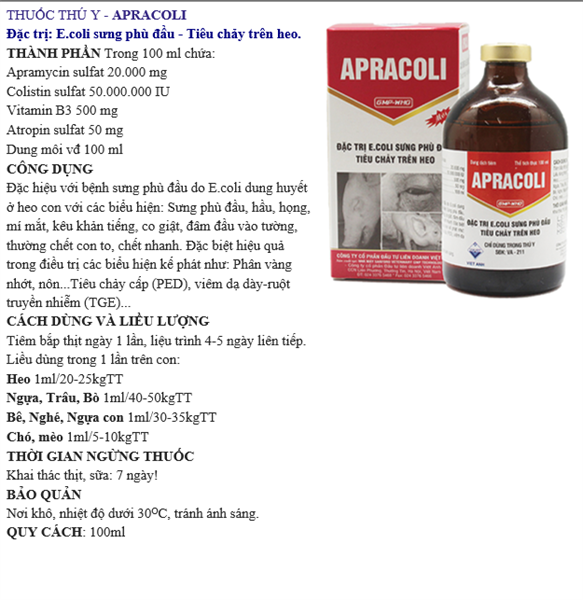 THUỐC THÚ Y - APRACOLI
Đặc trị: E.coli sưng phù đầu - Tiêu chảy trên heo.
THÀNH PHẦN Trong 100 ml chứa:
Apramycin sulfat 20.000 mg
Colistin sulfat 50.000.000 IU
Vitamin B3 500 mg
Atropin sulfat 50 mg
Dung môi vđ 100 ml
CÔNG DỤNG
Đặc hiệu với bệnh sưng phù đầu do E.coli dung huyết
ở heo con với các biểu hiện: Sưng phù đầu, hầu, họng,
mí mắt, kêu khản tiếng, co giật, đâm đầu vào tường,
thường chết con to, chết nhanh. Đặc biệt hiệu quả
trong điều trị các biểu hiện kế phát như: Phân vàng
nhớt, nôn...Tiêu chảy cấp (PED), viêm dạ dày-ruột
truyền nhiễm (TGE)...
CÁCH DÙNG VÀ LIỀU LƯỢNG
Tiêm bắp thịt ngày 1 lần, liệu trình 4-5 ngày liên tiếp.
Liều dùng trong 1 lần trên con:
Heo 1ml/20-25kgTT
Ngựa, Trâu, Bò 1ml/40-50kgTT
Bê, Nghé, Ngựa con 1ml/30-35kgTT
Chó, mèo 1ml/5-10kgTT
THỜI GIAN NGỪNG THUỐC
Khai thác thịt, sữa: 7 ngày!
BẢO QUẢN
Nơi khô, nhiệt độ dưới 30ºC, tránh ánh sáng.
QUY CÁCH: 100ml
APRACOLI
GMP-WHO
Mới
ĐẶC TRỊ E.COLI SƯNG PHÙ Đ
TIÊU CHẢY TRÊN HEO
CÔNG TY CỔ PHẦN ĐẦU TƯ LIÊN DOANH VIỆT
Dung dịch tiêm
Thể tích thực: 100 ml
APRACOLI
GMP-WHO
ĐẶC TRỊ E.COLI SƯNG PHÙ ĐẦU
TIÊU CHẢY TRÊN HEO
CHỈ DÙNG TRONG THÚ Y
SĐK: VA - 211
VIET ANH